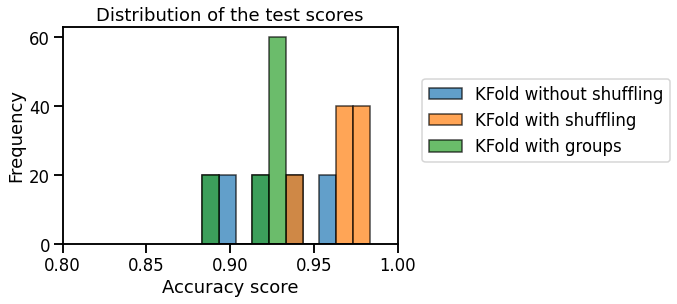 Distribution of the test scores
60
40
20
0
Frequency
0.80 0.85 0.90 0.95 1.00
Accuracy score
KFold without shuffling
KFold with shuffling
KFold with groups